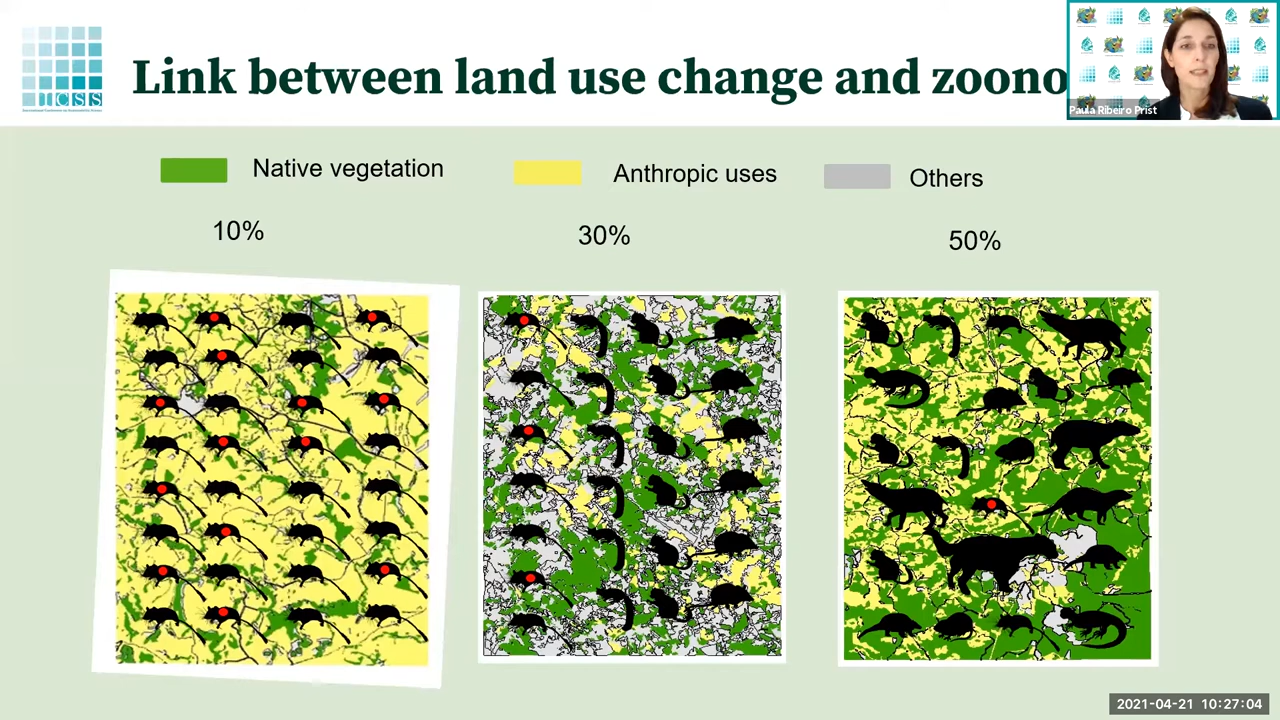 IICSS
Link between land use change and zoono
Paula Ribeiro Prist
Native vegetation
Anthropic uses
Others
10%
30%
50%
2021-04-21 10:27:04